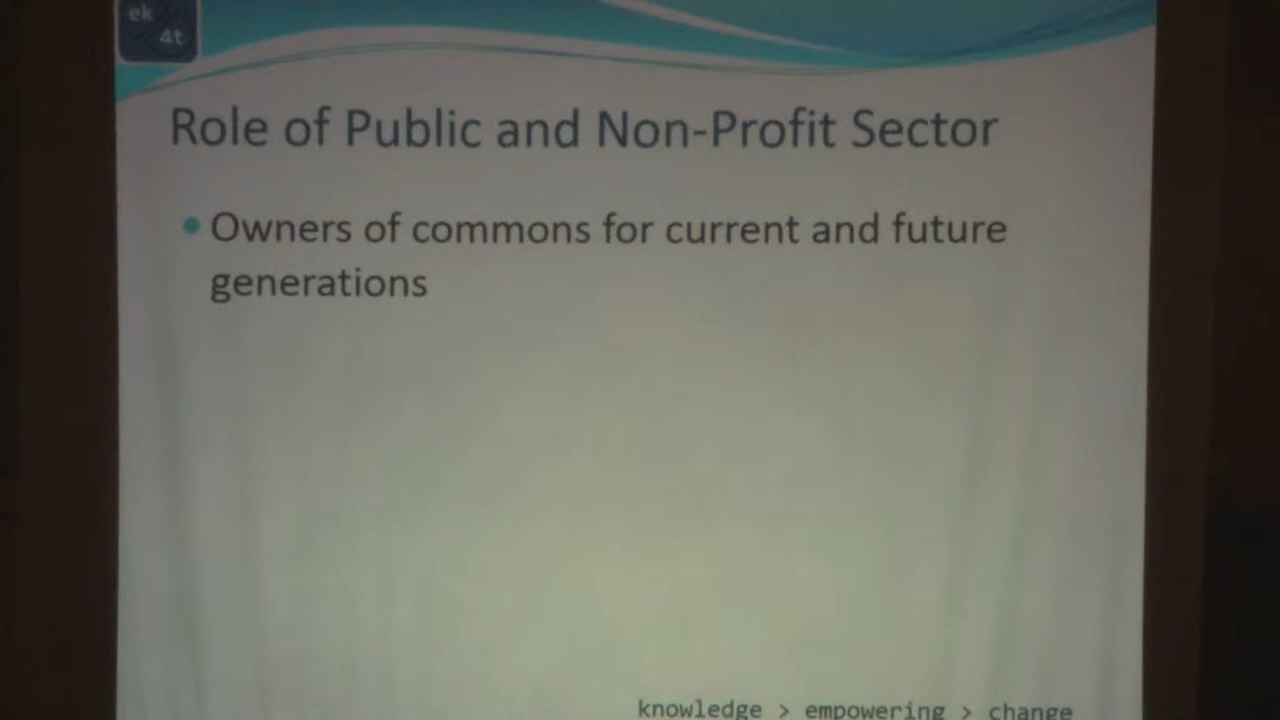 ek
4t
Role of Public and Non-Profit Sector
• Owners of commons for current and future
generations
knowledge > empowering > change